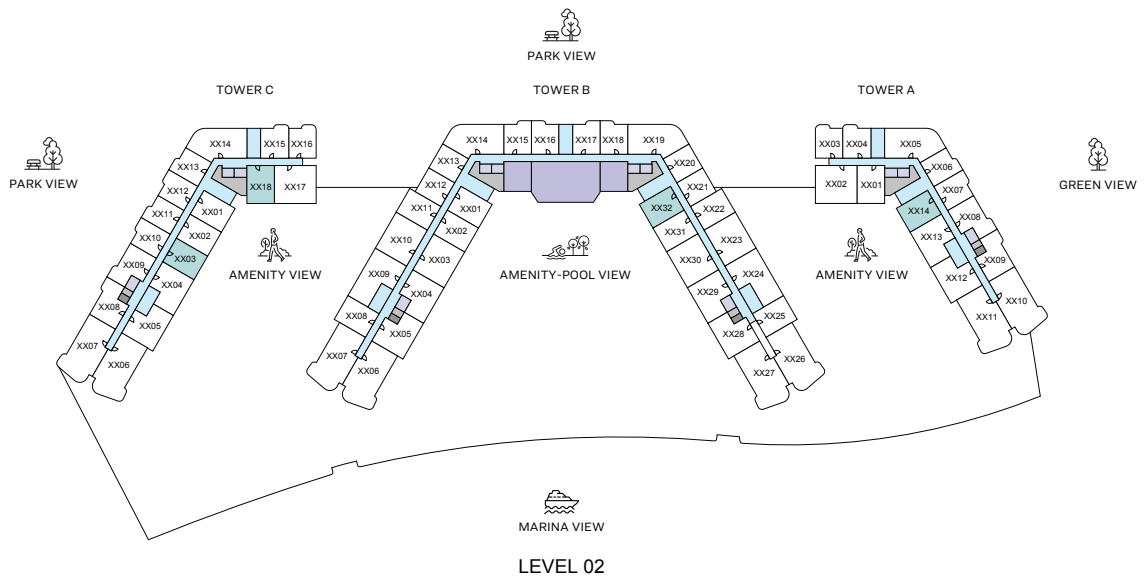 PARK VIEW
TOWER C
TOWER B
TOWER A
PARK VIEW
GREEN VIEW
XX14
XX15
XX16
XX13
XX18
XX17
XX12
XX01
XX11
XX02
XX10
XX03
XX09
XX04
XX08
XX05
XX07
XX06
AMENITY VIEW
XX14
XX15
XX16
XX17
XX18
XX19
XX13
XX20
XX12
XX21
XX11
XX01
XX32
XX22
XX02
XX31
XX10
XX23
XX03
XX30
XX09
XX24
XX04
XX29
XX08
XX25
XX05
XX28
XX07
XX26
XX06
XX27
AMENITY-POOL VIEW
XX03
XX04
XX05
XX06
XX02
XX01
XX07
XX14
XX08
XX13
XX09
XX12
XX10
XX11
AMENITY VIEW
MARINA VIEW
LEVEL 02